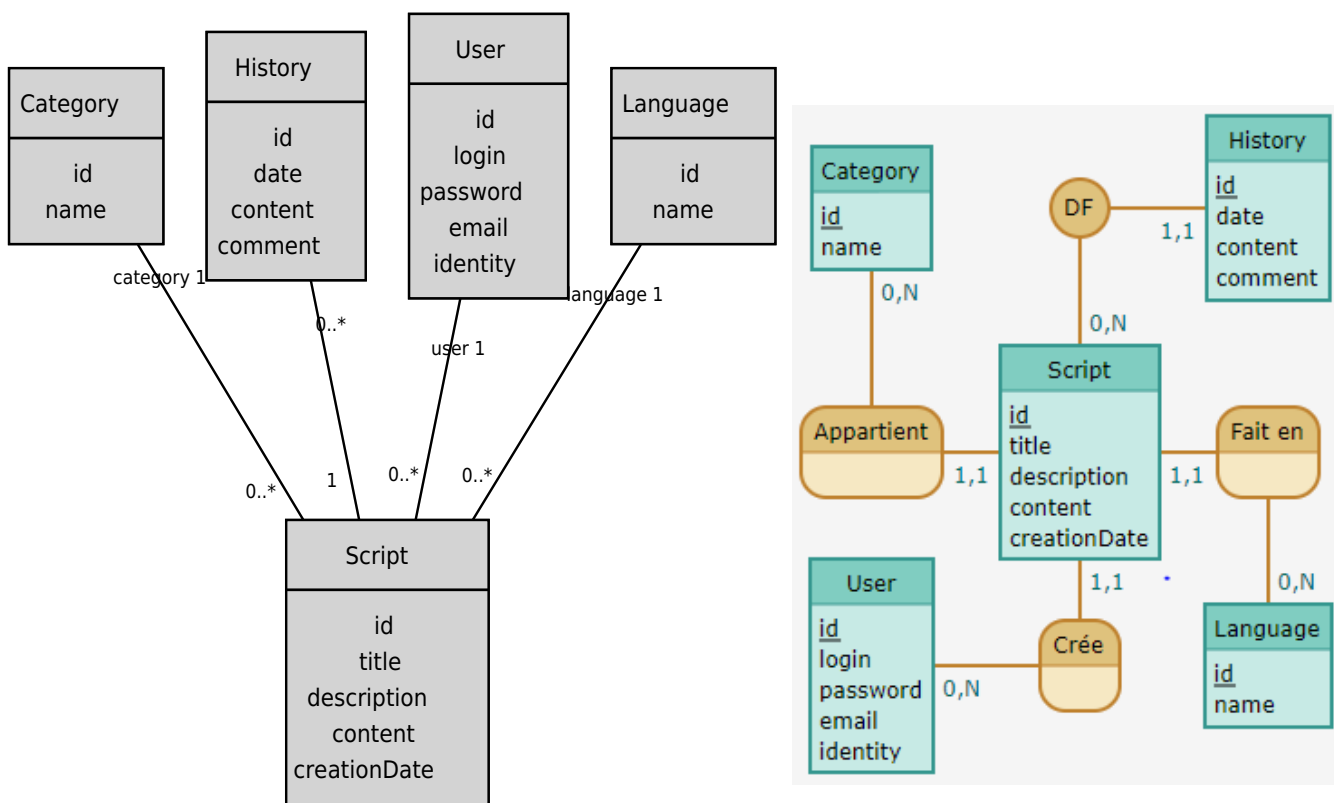 Category
id
name
History
id
date
content
comment
User
id
login
password
email
identity
Language
id
name
category 1
0..*
user 1
language 1
0..*
1
0..*
0..*
Script
id
title
description
content
creationDate
Category
id
name
0,N
DF
1,1
0,N
History
id
date
content
comment
Appartient
1,1
Script
id
title
description
content
creationDate
1,1
Fait en
0,N
1,1
User
id
login
password
email
identity
0,N
Crée
Language
id
name